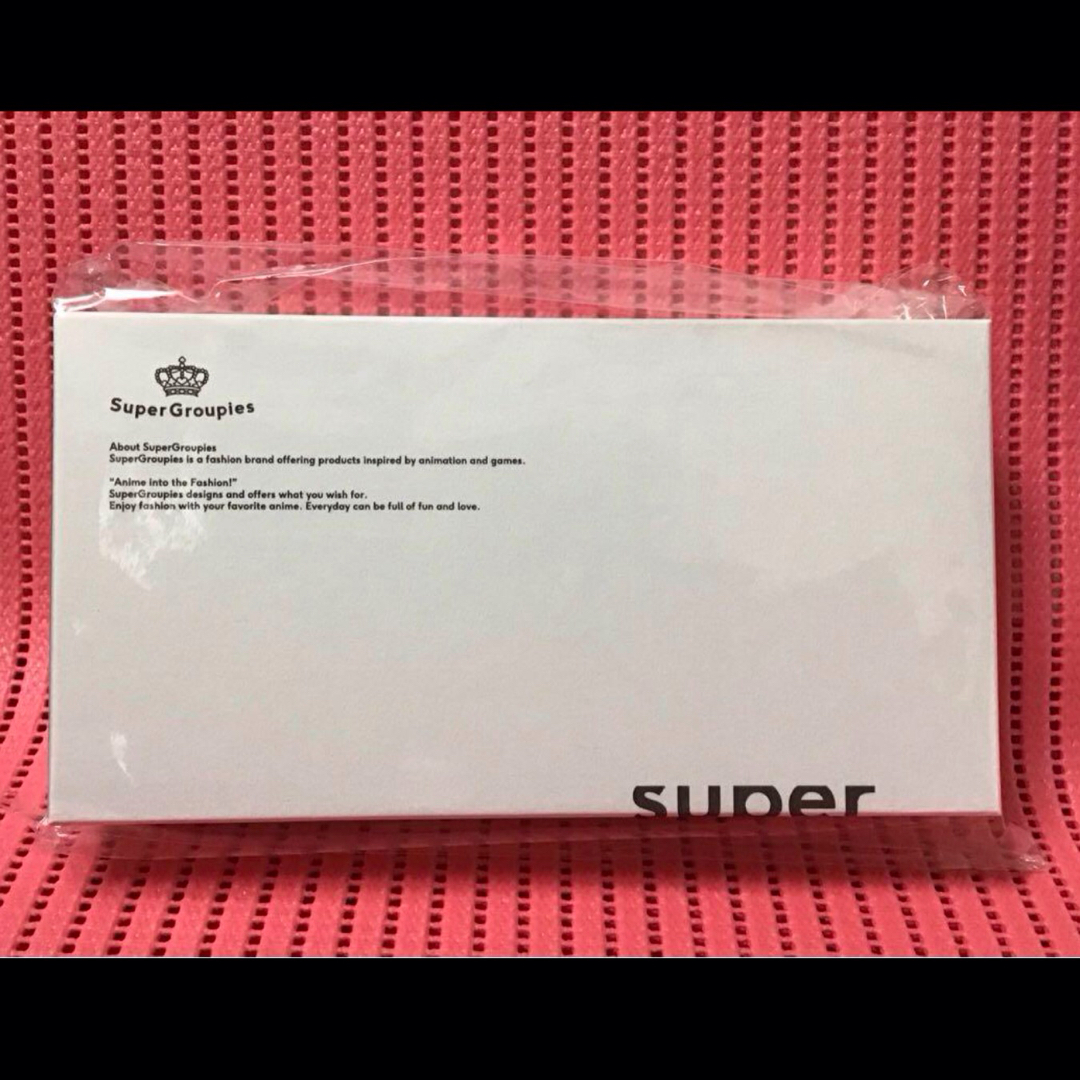 SuperGroupies
About SuperGroupies
SuperGroupies is a fashion brand offering products inspired by animation and games.
"Anime into the Fashion!"
SuperGroupies designs and offers what you wish for.
Enjoy fashion with your favorite anime. Everyday can be full of fun and love.
super